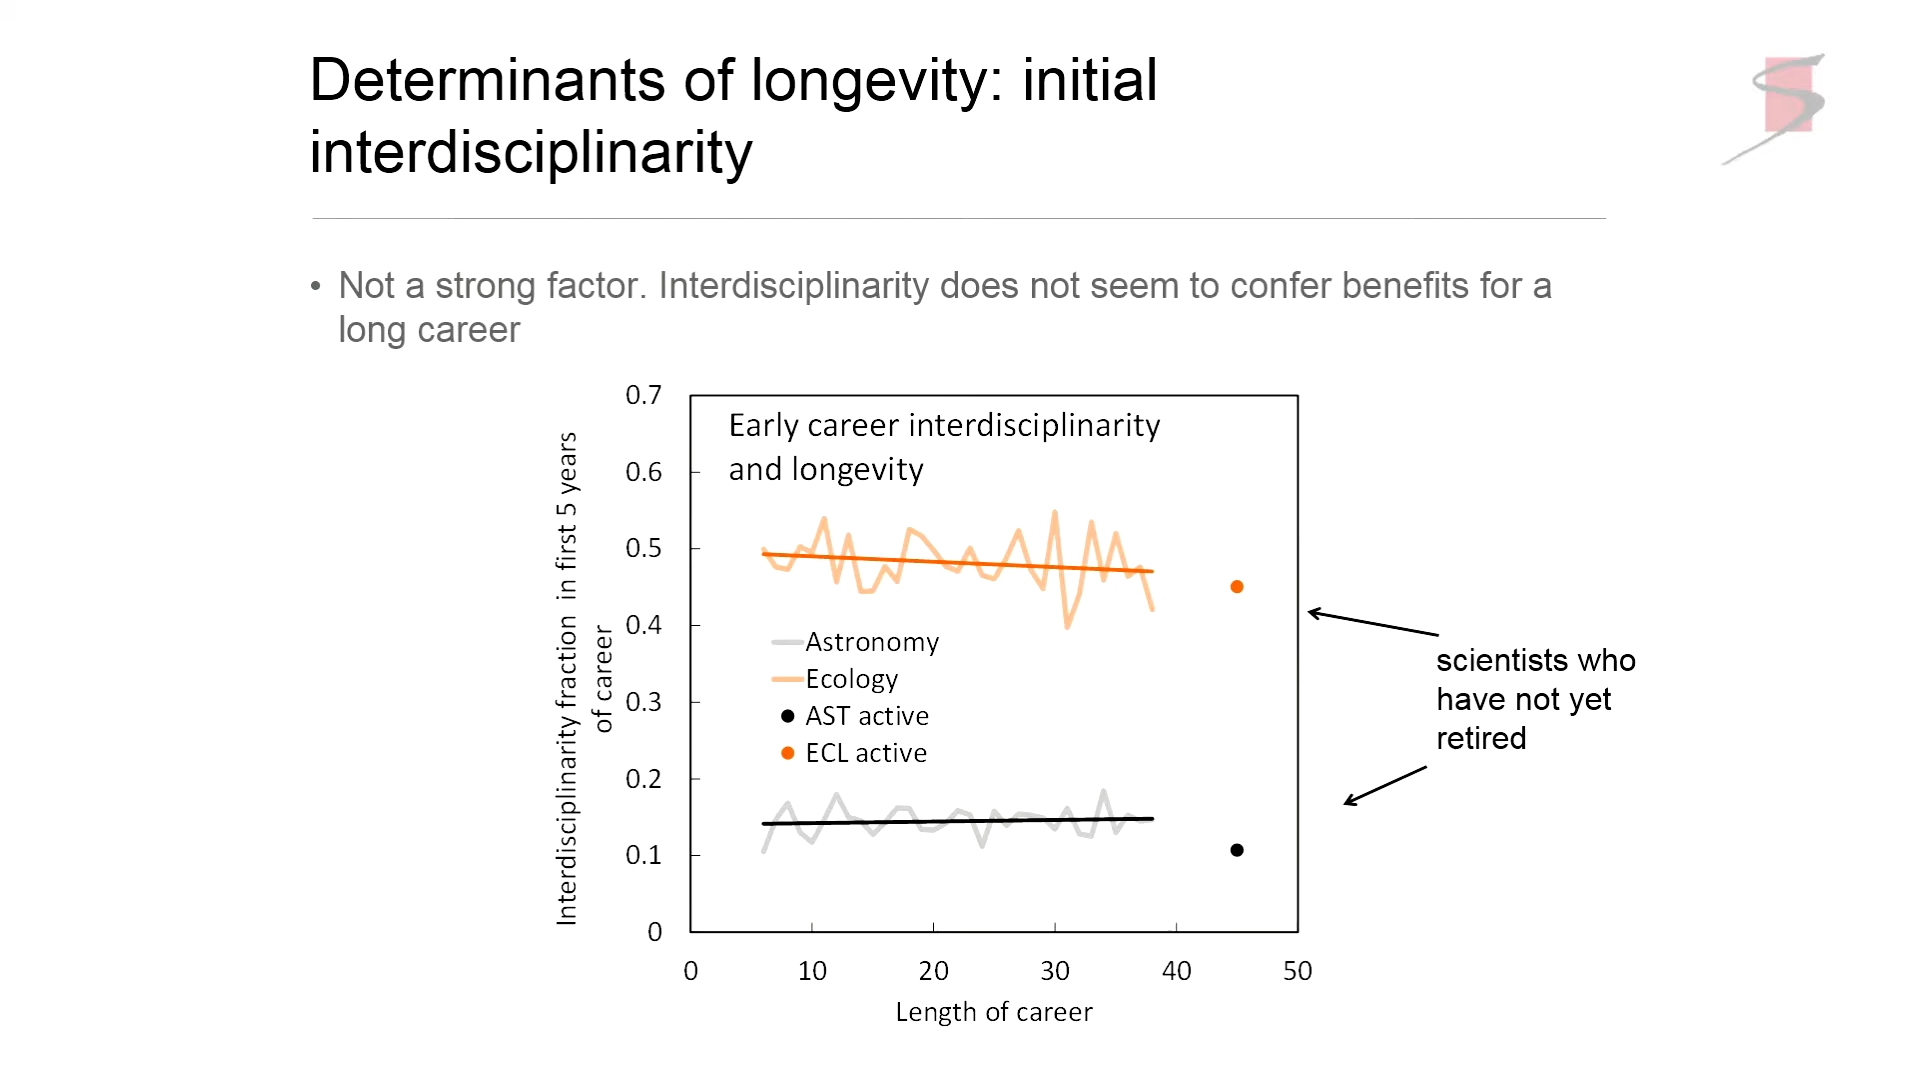 Determinants of longevity: initial
interdisciplinarity
• Not a strong factor. Interdisciplinarity does not seem to confer benefits for a
long career
Early career interdisciplinarity
and longevity
Interdisciplinarity fraction in first 5 years
of career
0.7
0.6
0.5
0.4
0.3
0.2
0.1
0
Astronomy
Ecology
AST active
ECL active
scientists who
have not yet
retired
0 10 20 30 40 50
Length of career